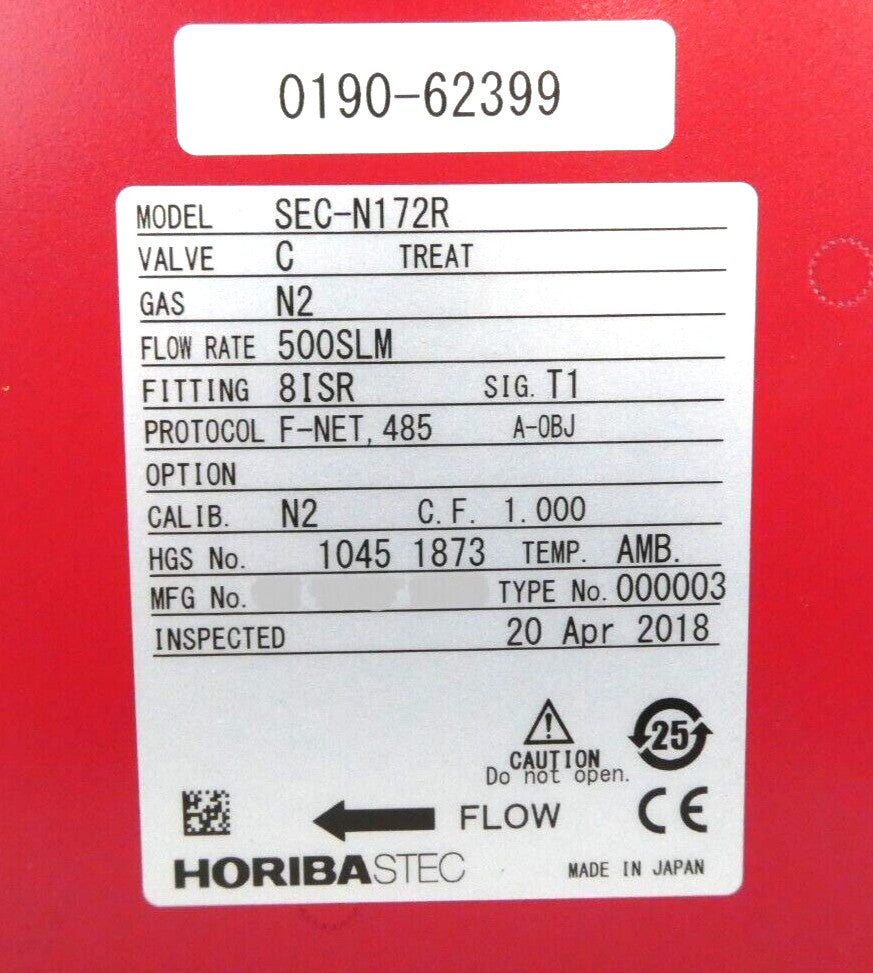 0190-62399
MODEL SEC-N172R
VALVE C TREAT
GAS N2
FLOW RATE 500SLM
FITTING 8ISR SIG. T1
PROTOCOL F-NET, 485 A-OBJ
OPTION
CALIB. N2 C.F. 1.000
HGS No. 1045 1873 TEMP. AMB.
MFG No. TYPE No. 000003
INSPECTED 20 Apr 2018
25
CAUTION
Do not open.
FLOW CE
HORIBASTEC MADE IN JAPAN